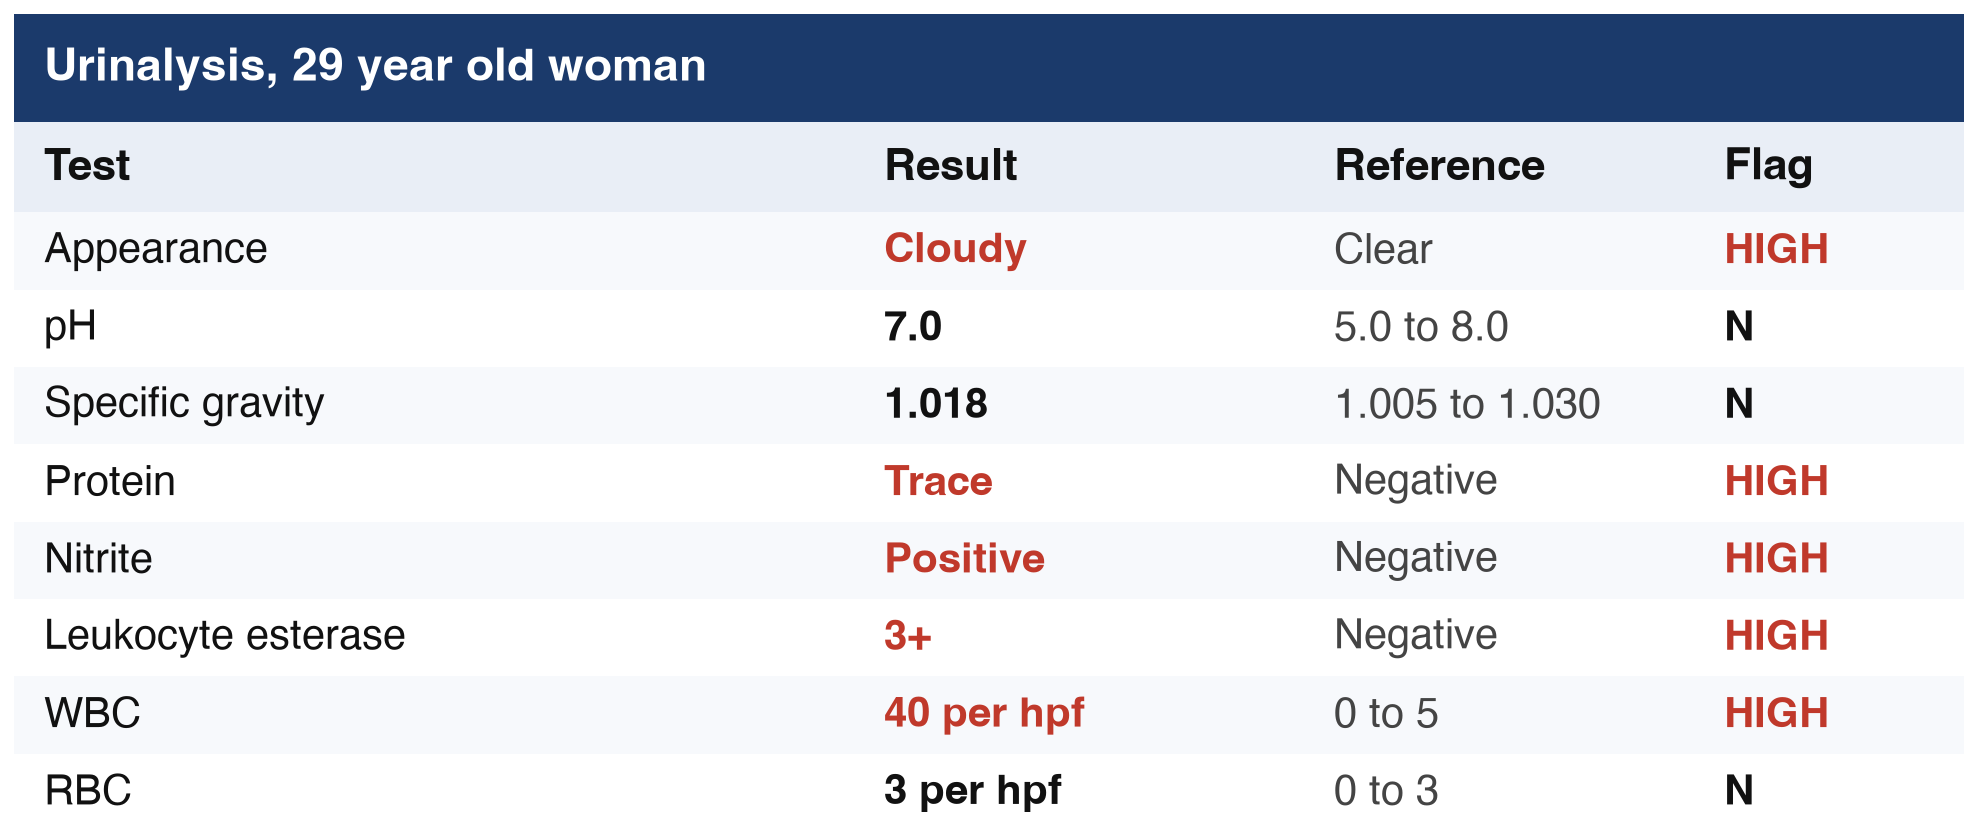 Urinalysis, 29 year old woman
Test Result Reference Flag
Appearance Cloudy Clear HIGH
pH 7.0 5.0 to 8.0 N
Specific gravity 1.018 1.005 to 1.030 N
Protein Trace Negative HIGH
Nitrite Positive Negative HIGH
Leukocyte esterase 3+ Negative HIGH
WBC 40 per hpf 0 to 5 HIGH
RBC 3 per hpf 0 to 3 N